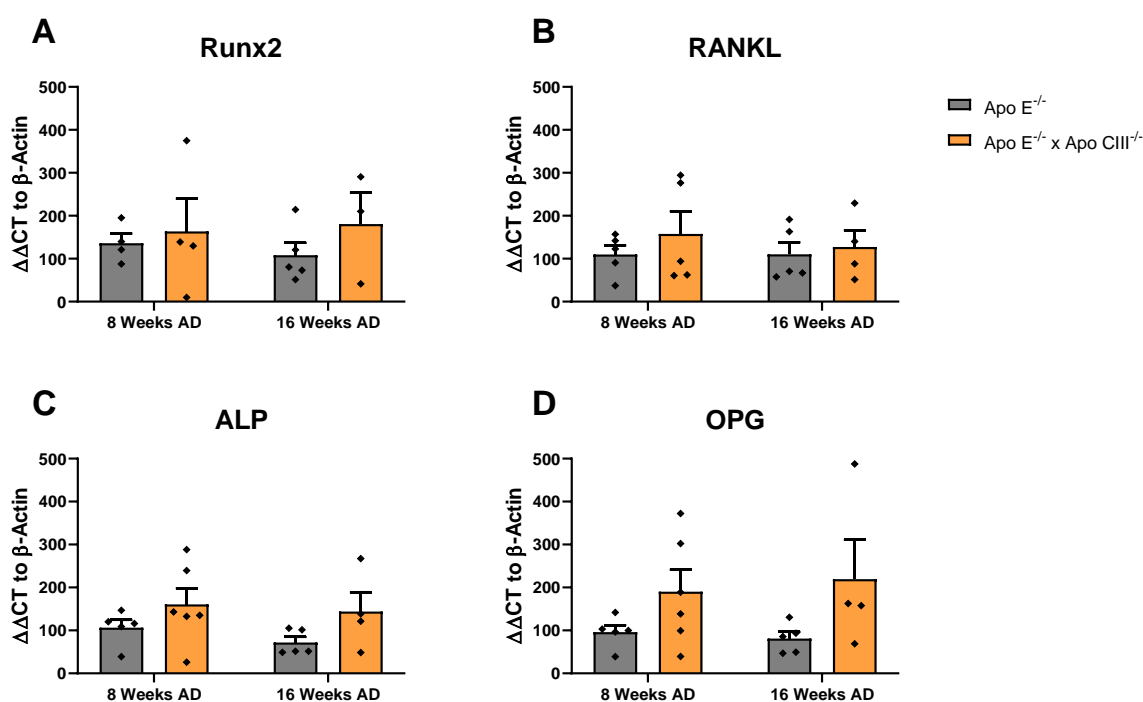 A
Runx2
ΔΔCT to β-Actin
500
400
300
200
100
0
8 Weeks AD
16 Weeks AD
B
RANKL
ΔΔCT to β-Actin
500
400
300
200
100
0
8 Weeks AD
16 Weeks AD
Apo E-/-
Apo E-/- x Apo CIII-/-
C
ALP
ΔΔCT to β-Actin
500
400
300
200
100
0
8 Weeks AD
16 Weeks AD
D
OPG
ΔΔCT to β-Actin
500
400
300
200
100
0
8 Weeks AD
16 Weeks AD